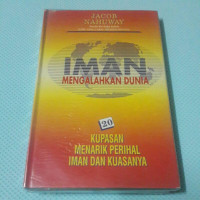 JACOB
NAHUWAY
IMAN
MENGALAHKAN DUNIA
20
KUPASAN
MENARIK PERIHAL
IMAN DAN KUASANYA